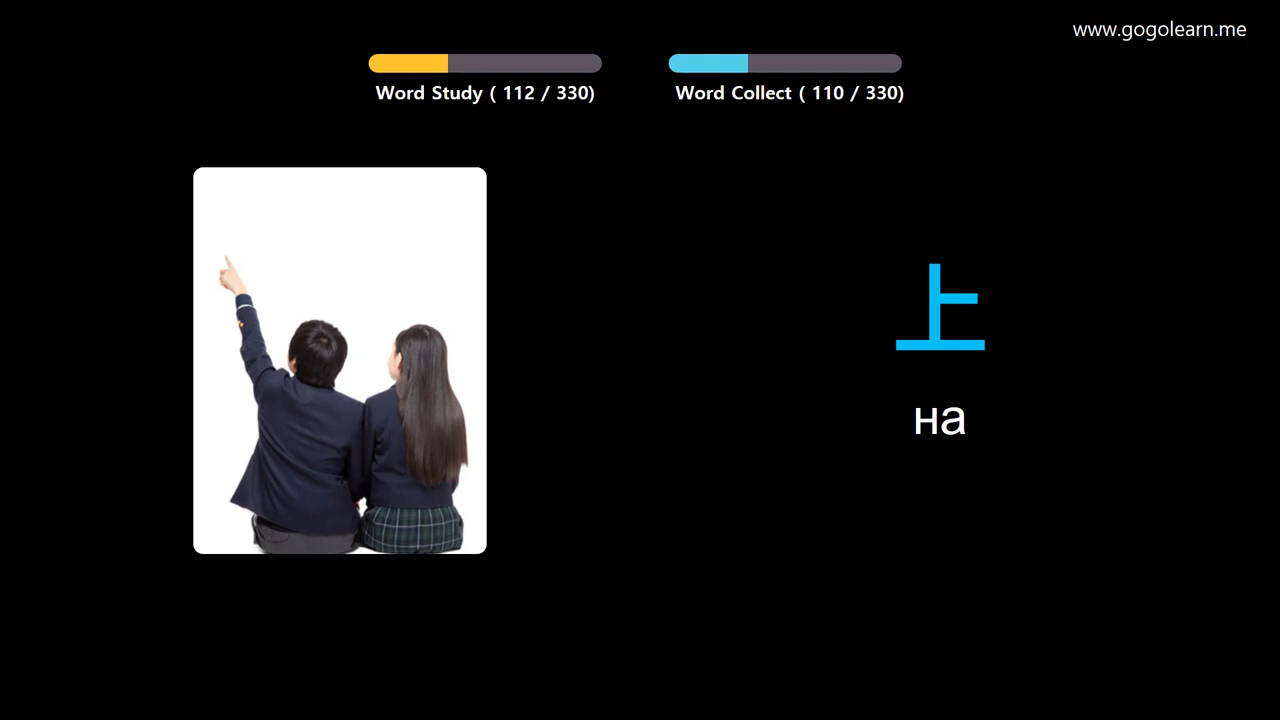 www.gogolearn.me
Word Study ( 112 / 330)
Word Collect ( 110 / 330)
上
на